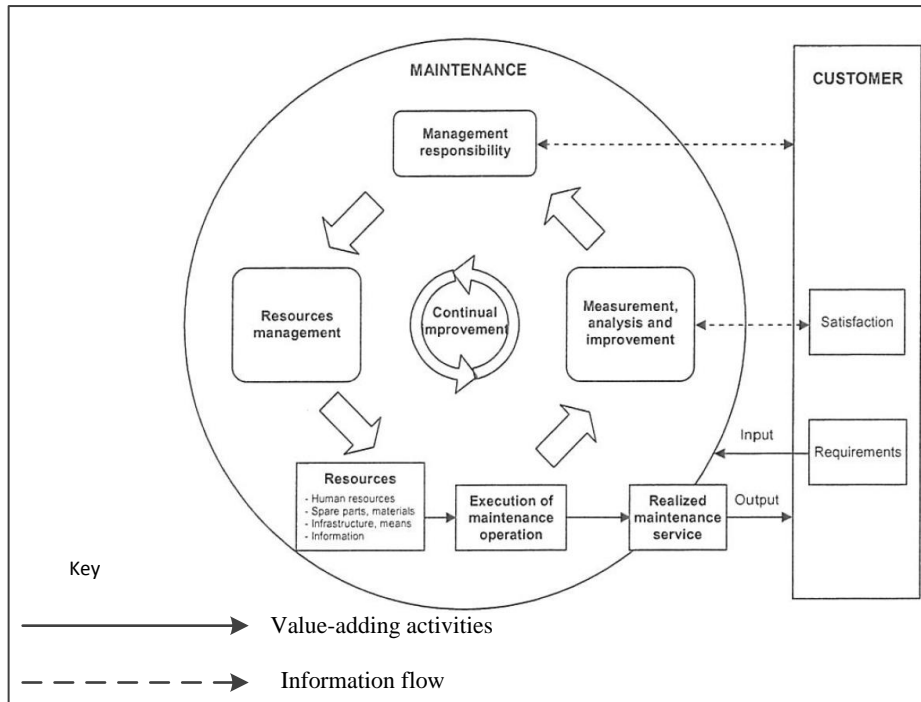 MAINTENANCE
CUSTOMER
Management
responsibility
Resources
management
Continual
mprovement
Measurement,
analysis and
improvement
Satisfaction
Input
Requirements
Resources
- Human resources
- Spare parts, materials
- Infrastructure, means
- Information
Execution of
maintenance
operation
Realized
maintenance
service
Output
Key
Value-adding activities
Information flow